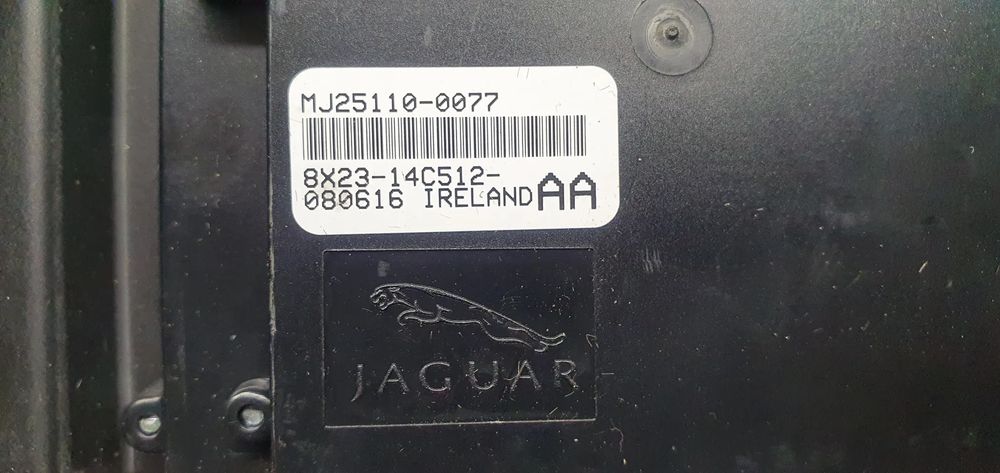 MJ25110-0077
8X23-14C512-
080616 IRELAND AA
JAGUAR